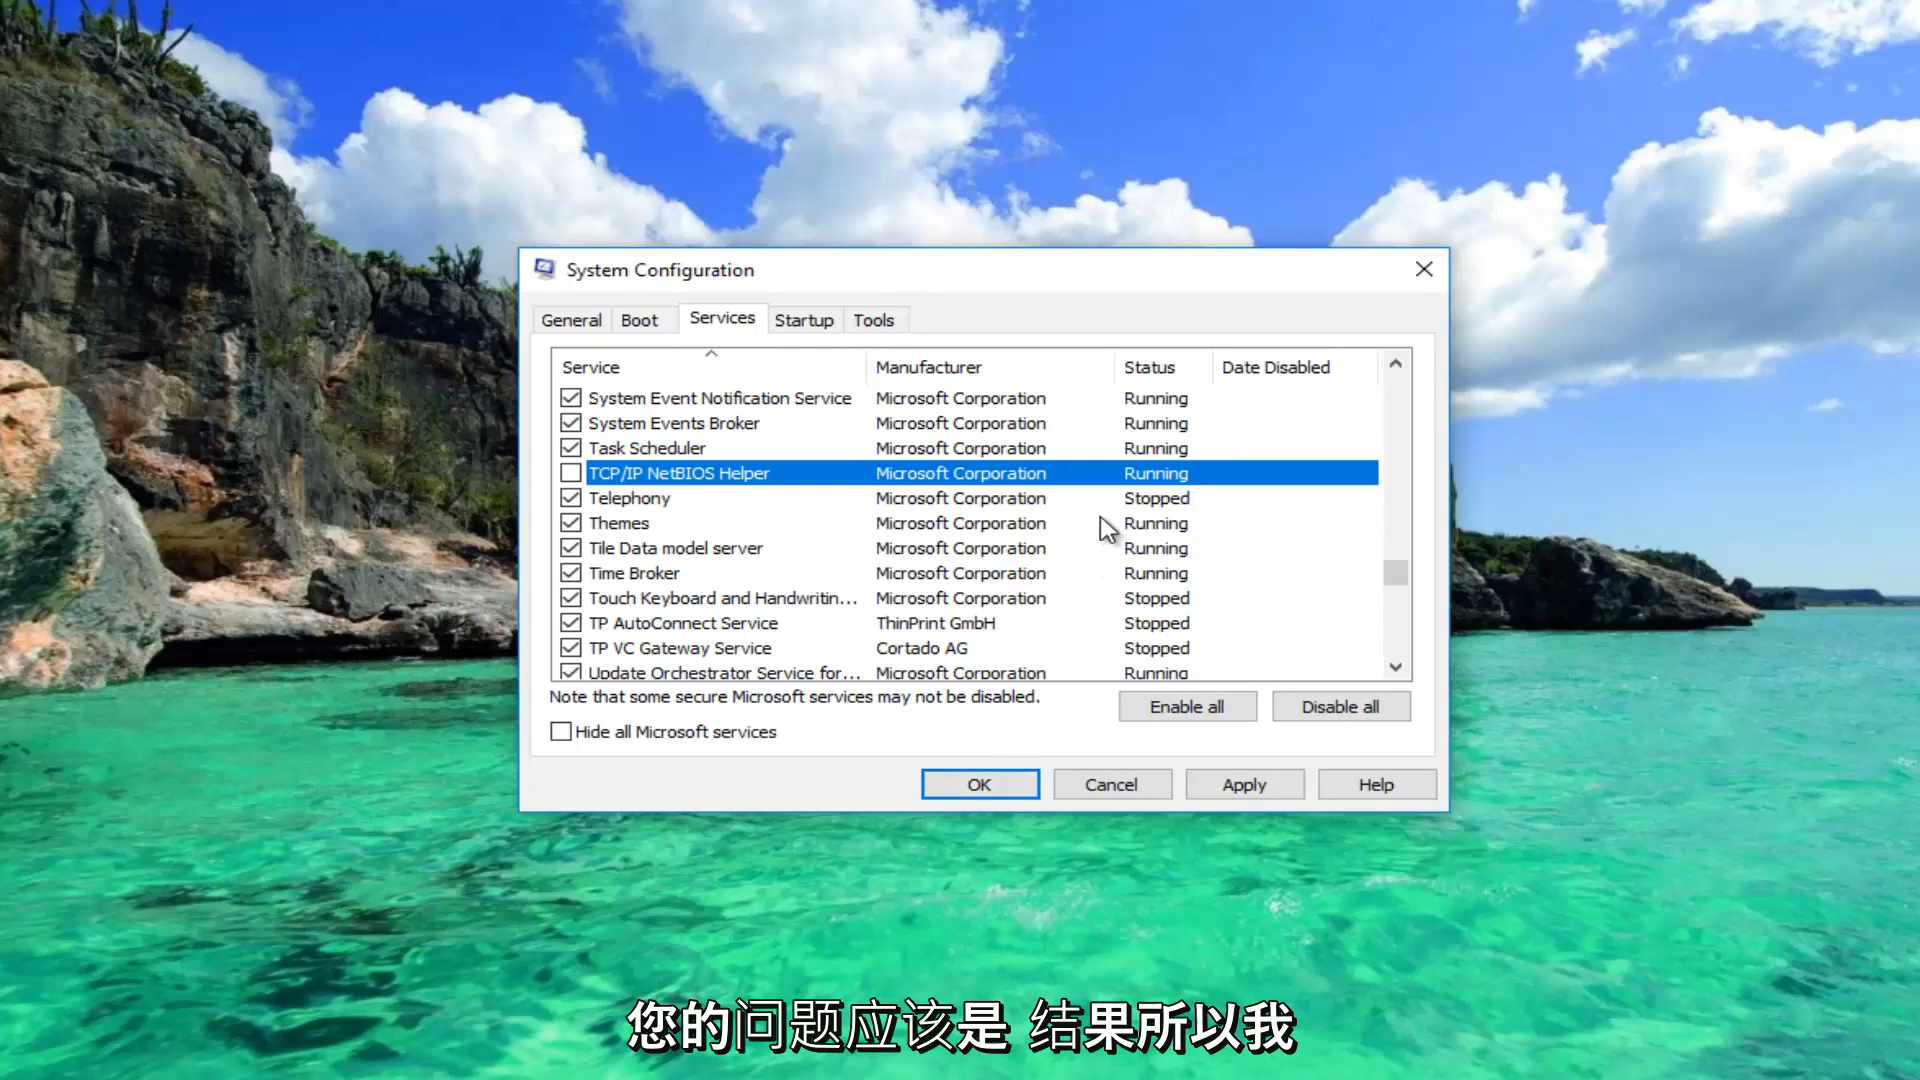 System Configuration
General Boot Services Startup Tools
Service Manufacturer Status Date Disabled
System Event Notification Service Microsoft Corporation Running
System Events Broker Microsoft Corporation Running
Task Scheduler Microsoft Corporation Running
TCP/IP NetBIOS Helper Microsoft Corporation Running
Telephony Microsoft Corporation Stopped
Themes Microsoft Corporation Running
Tile Data model server Microsoft Corporation Running
Time Broker Microsoft Corporation Running
Touch Keyboard and Handwritin... Microsoft Corporation Stopped
TP AutoConnect Service ThinPrint GmbH Stopped
TP VC Gateway Service Cortado AG Stopped
Update Orchestrator Service for... Microsoft Corporation Running
Note that some secure Microsoft services may not be disabled.
Enable all Disable all
Hide all Microsoft services
OK Cancel Apply Help
您的问题应该是 结果所以我